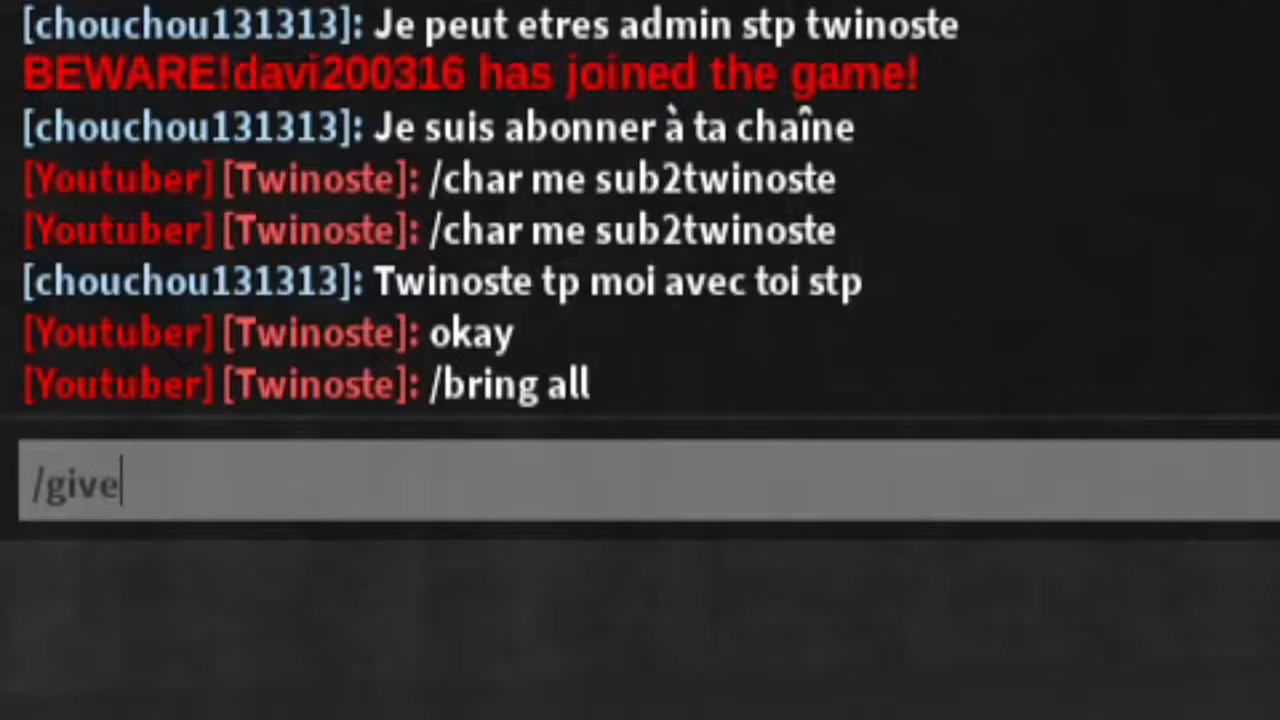 [chouchou131313]: Je peut etres admin stp twinoste
BEWARE!davi200316 has joined the game!
[chouchou131313]: Je suis abonner à ta chaîne
[Youtuber] [Twinoste]: /char me sub2twinoste
[Youtuber] [Twinoste]: /char me sub2twinoste
[chouchou131313]: Twinoste tp moi avec toi stp
[Youtuber] [Twinoste]: okay
[Youtuber] [Twinoste]: /bring all
/give